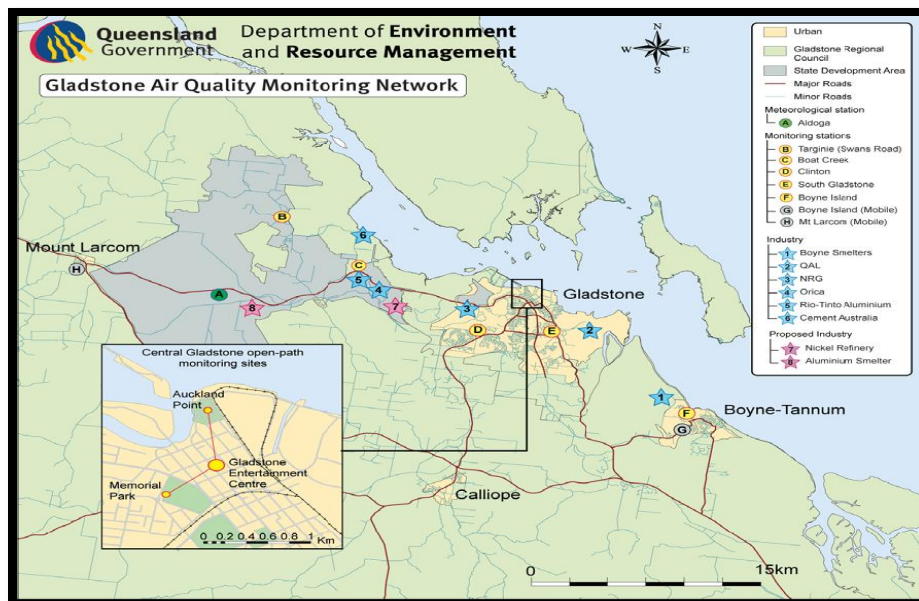 Queensland
Government
Department of Environment
and Resource Management
Gladstone Air Quality Monitoring Network
N
W E
S
Urban
Gladstone Regional
Council
State Development Area
Major Roads
Minor Roads
Meteorological station
A Aldoga
Monitoring stations
B Targinie (Swans Road)
C Boat Creek
D Clinton
E South Gladstone
F Boyne Island
G Boyne Island (Mobile)
H Mt Larcom (Mobile)
Industry
1 Boyne Smelters
2 QAL
3 NRG
4 Orica
5 Rio-Tinto Aluminium
6 Cement Australia
Proposed Industry
7 Nickel Refinery
8 Aluminium Smelter
B
6
Mount Larcom
H
C
5
4
A
8
7
3
Gladstone
D
E
2
1
F
G
Boyne-Tannum
Calliope
Central Gladstone open-path
monitoring sites
Auckland
Point
Gladstone
Entertainment
Centre
Memorial
Park
0 0.2 0.4 0.6 0.8 1
Km
0 15km